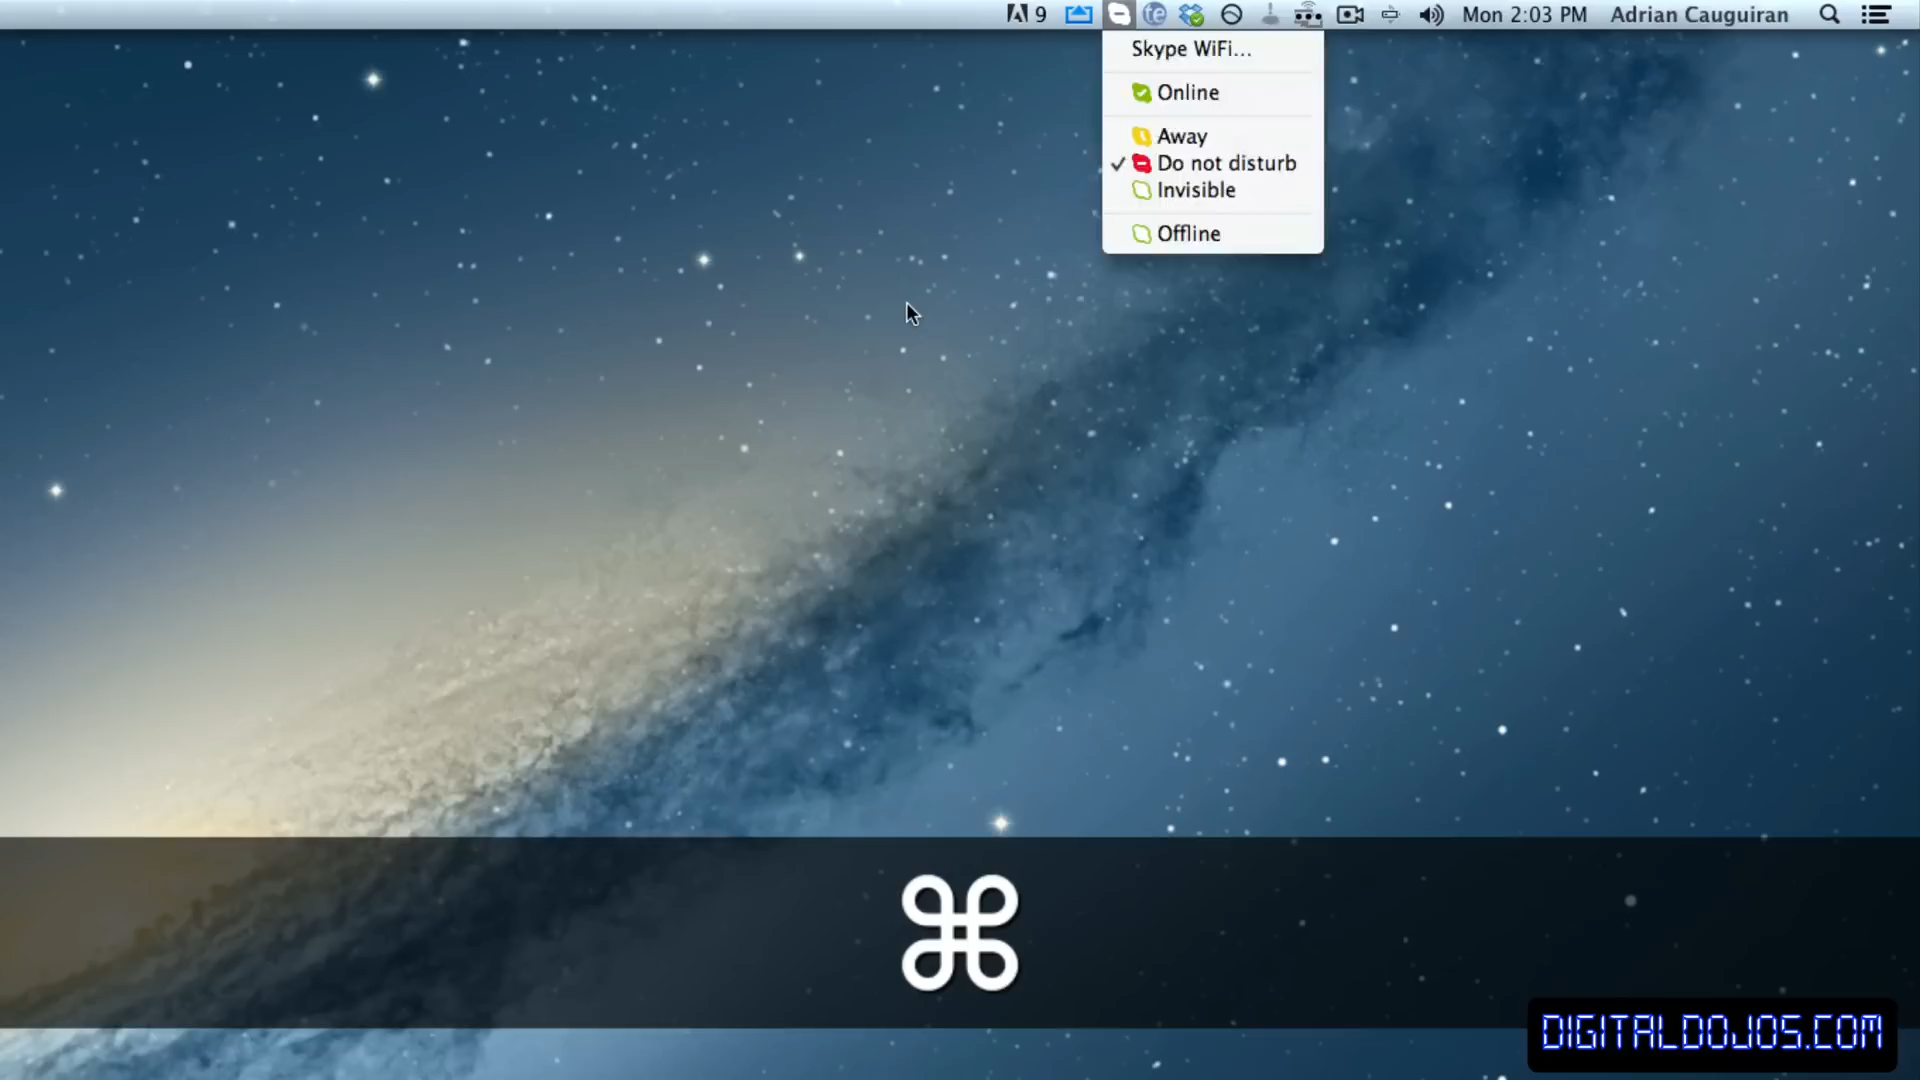 9 Mon 2:03 PM Adrian Cauguiran
Skype WiFi...
Online
Away
Do not disturb
Invisible
Offline
⌘
DIGITALDOJOS.COM